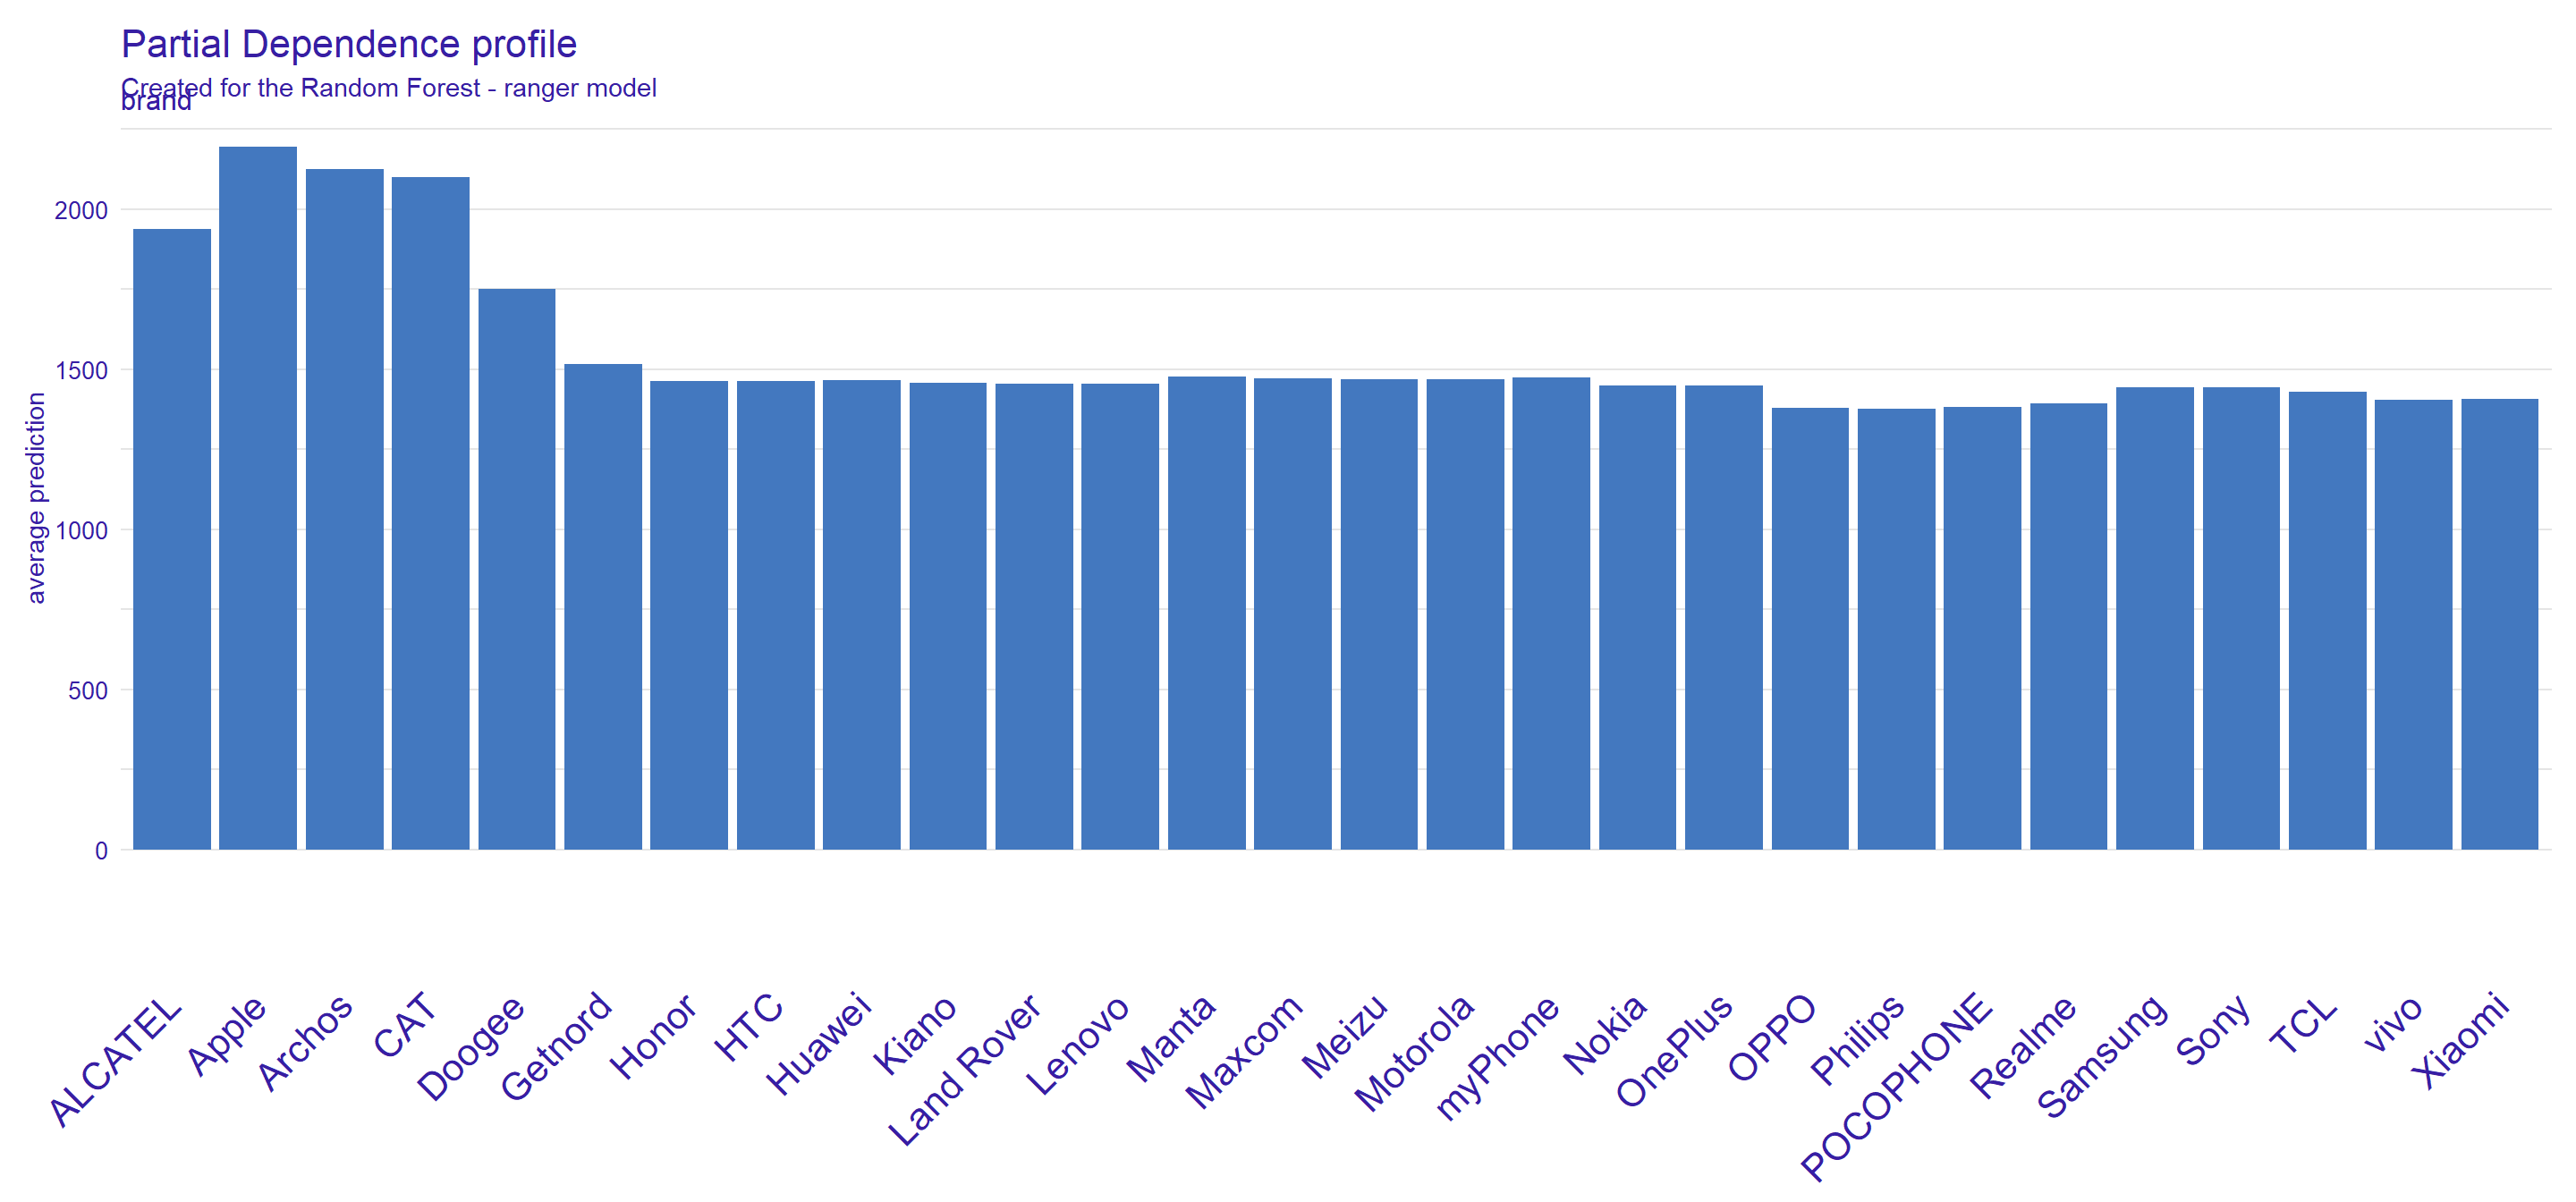 Partial Dependence profile
Created for the Random Forest - ranger model
brand
average prediction
2000
1500
1000
500
0
ALCATEL
Apple
Archos
CAT
Doogee
Getnord
Honor
HTC
Huawei
Kiano
Land Rover
Lenovo
Manta
Maxcom
Meizu
Motorola
myPhone
Nokia
OnePlus
OPPO
Philips
POCOPHONE
Realme
Samsung
Sony
TCL
vivo
Xiaomi